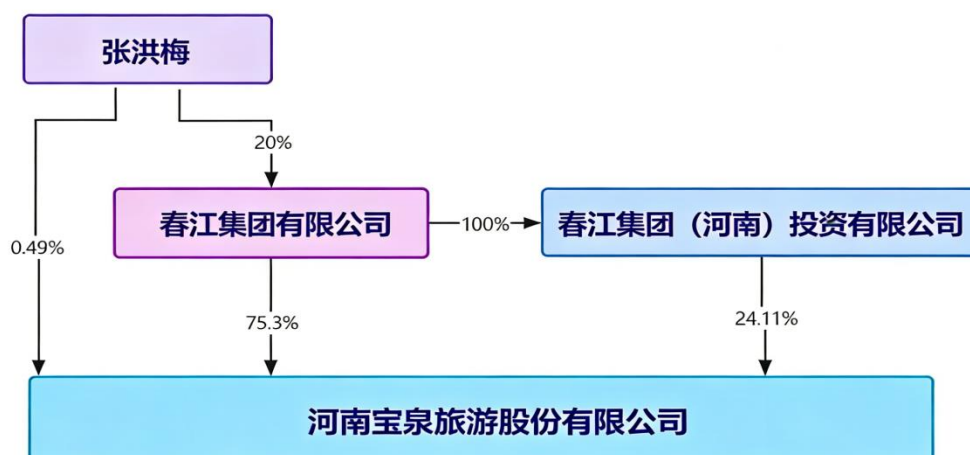 张洪梅
20%
春江集团有限公司
100%
春江集团（河南）投资有限公司
0.49%
75.3%
24.11%
河南宝泉旅游股份有限公司